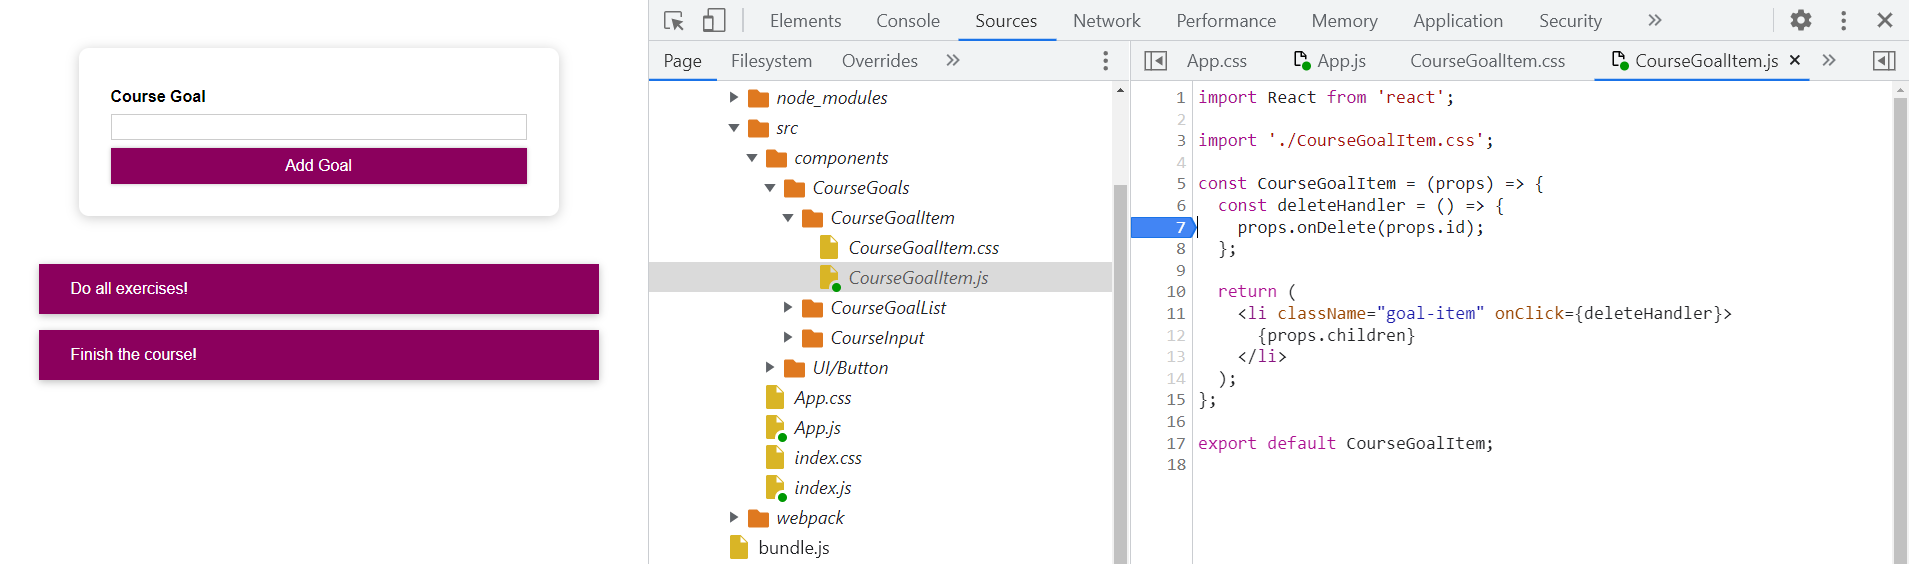 Course Goal
Add Goal
Do all exercises!
Finish the course!
Elements Console Sources Network Performance Memory Application Security »
Page Filesystem Overrides »
node_modules
src
components
CourseGoals
CourseGoalItem
CourseGoalItem.css
CourseGoalItem.js
CourseGoalList
CourseInput
UI/Button
App.css
App.js
index.css
index.js
webpack
bundle.js
App.css App.js CourseGoalItem.css CourseGoalItem.js × »
1 import React from 'react';
2
3 import './CourseGoalItem.css';
4
5 const CourseGoalItem = (props) => {
6   const deleteHandler = () => {
7     props.onDelete(props.id);
8   };
9
10   return (
11     <li className="goal-item" onClick={deleteHandler}>
12       {props.children}
13     </li>
14   );
15 };
16
17 export default CourseGoalItem;
18